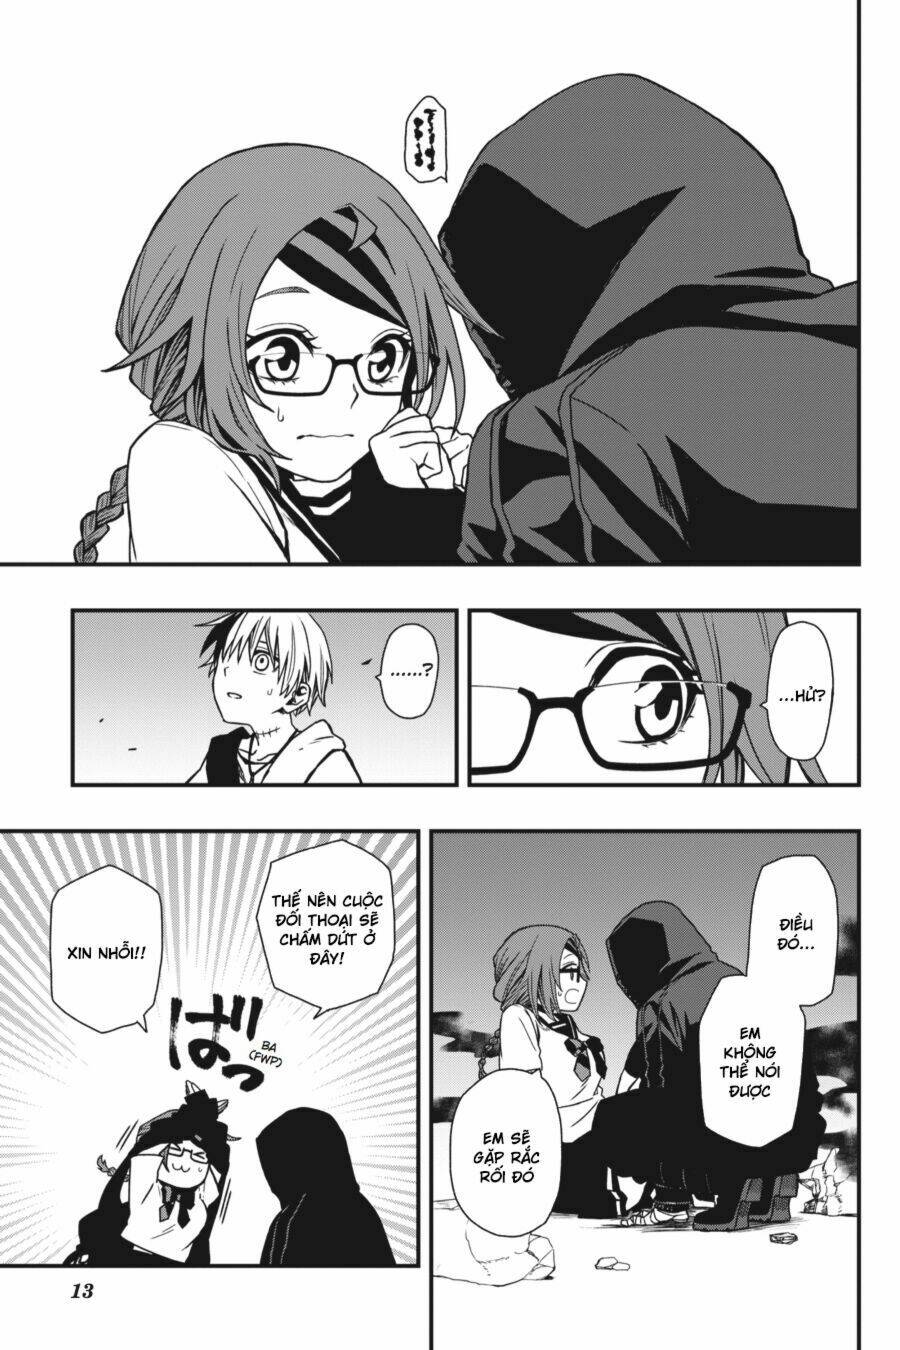 ...HỬ?
......?
ĐIỀU
ĐÓ...
EM
KHÔNG
THỂ NÓI
ĐƯỢC
EM SẼ
GẶP RẮC
RỐI ĐÓ
THẾ NÊN CUỘC
ĐỐI THOẠI SẼ
CHẤM DỨT Ở
ĐÂY!
XIN NHỖI!!
ばっ
BA
(FWP)
13